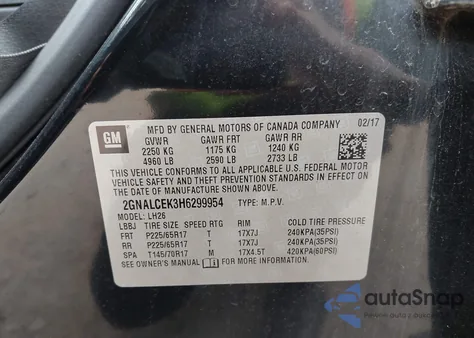 GM
MFD BY GENERAL MOTORS OF CANADA COMPANY 02/17
GVWR GAWR FRT GAWR RR
2250 KG 1175 KG 1240 KG
4960 LB 2590 LB 2733 LB
THIS VEHICLE CONFORMS TO ALL APPLICABLE U.S. FEDERAL MOTOR
VEHICLE SAFETY, BUMPER, AND THEFT PREVENTION STANDARDS IN
EFFECT ON THE DATE OF MANUFACTURE SHOWN ABOVE.
2GNALCEK3H6299954 TYPE: M.P.V.
MODEL: LH26
LBBJ TIRE SIZE SPEED RTG RIM COLD TIRE PRESSURE
FRT P225/65R17 T 17X7J 240KPA(35PSI)
RR P225/65R17 T 17X7J 240KPA(35PSI)
SPA T145/70R17 M 17X4.5T 420KPA(60PSI)
SEE OWNER'S MANUAL FOR ADDITIONAL INFORMATION.
autaSnap